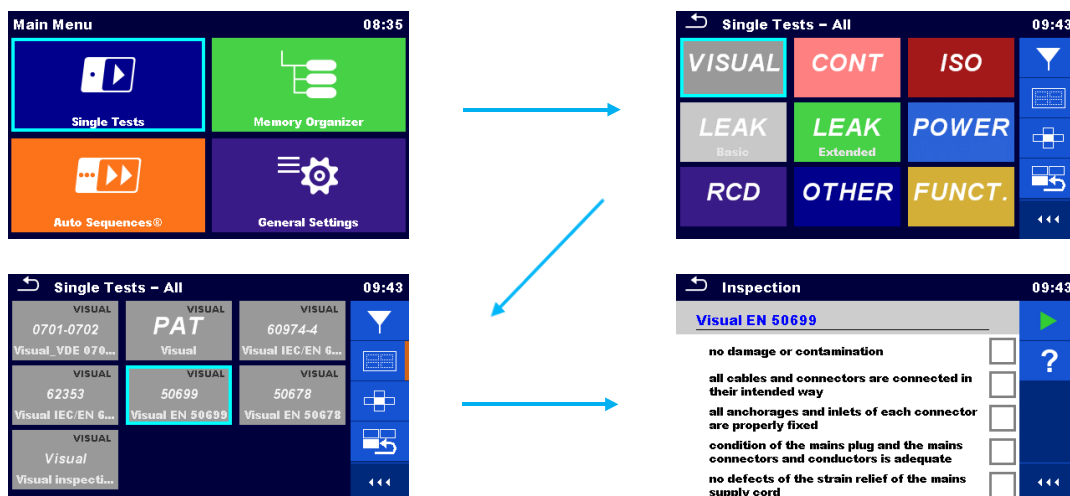 Main Menu 08:35
Single Tests
Memory Organizer
Auto Sequences®
General Settings
Single Tests – All 09:43
VISUAL CONT ISO
LEAK LEAK POWER
Basic Extended
RCD OTHER FUNCT.
Single Tests – All 09:43
VISUAL VISUAL VISUAL
0701-0702 PAT 60974-4
Visual_VDE 070... Visual Visual IEC/EN 6...
VISUAL VISUAL VISUAL
62353 50699 50678
Visual IEC/EN 6... Visual EN 50699 Visual EN 50678
VISUAL
Visual
Visual inspecti...
Inspection 09:43
Visual EN 50699
?
no damage or contamination
all cables and connectors are connected in
their intended way
all anchorages and inlets of each connector
are properly fixed
condition of the mains plug and the mains
connectors and conductors is adequate
no defects of the strain relief of the mains
supply cord